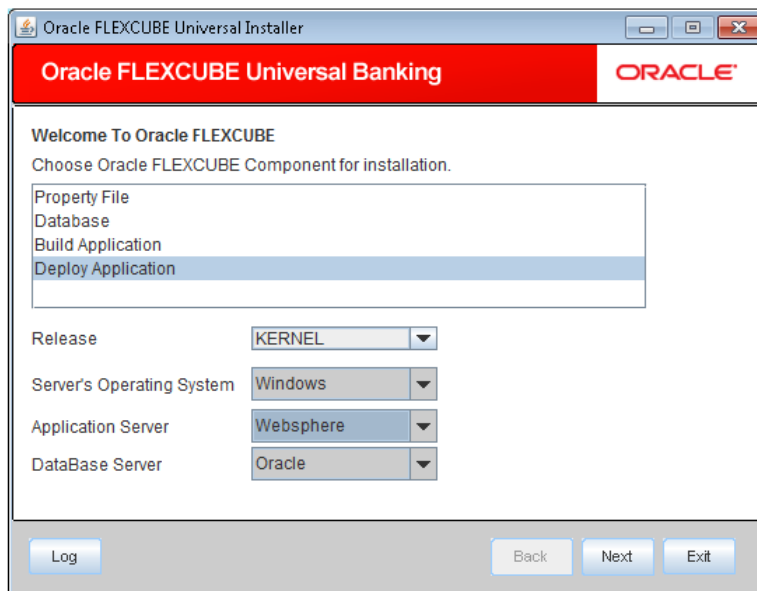 Oracle FLEXCUBE Universal Installer
Oracle FLEXCUBE Universal Banking
ORACLE®
Welcome To Oracle FLEXCUBE
Choose Oracle FLEXCUBE Component for installation.
Property File
Database
Build Application
Deploy Application
Release KERNEL
Server's Operating System Windows
Application Server Websphere
DataBase Server Oracle
Log Back Next Exit